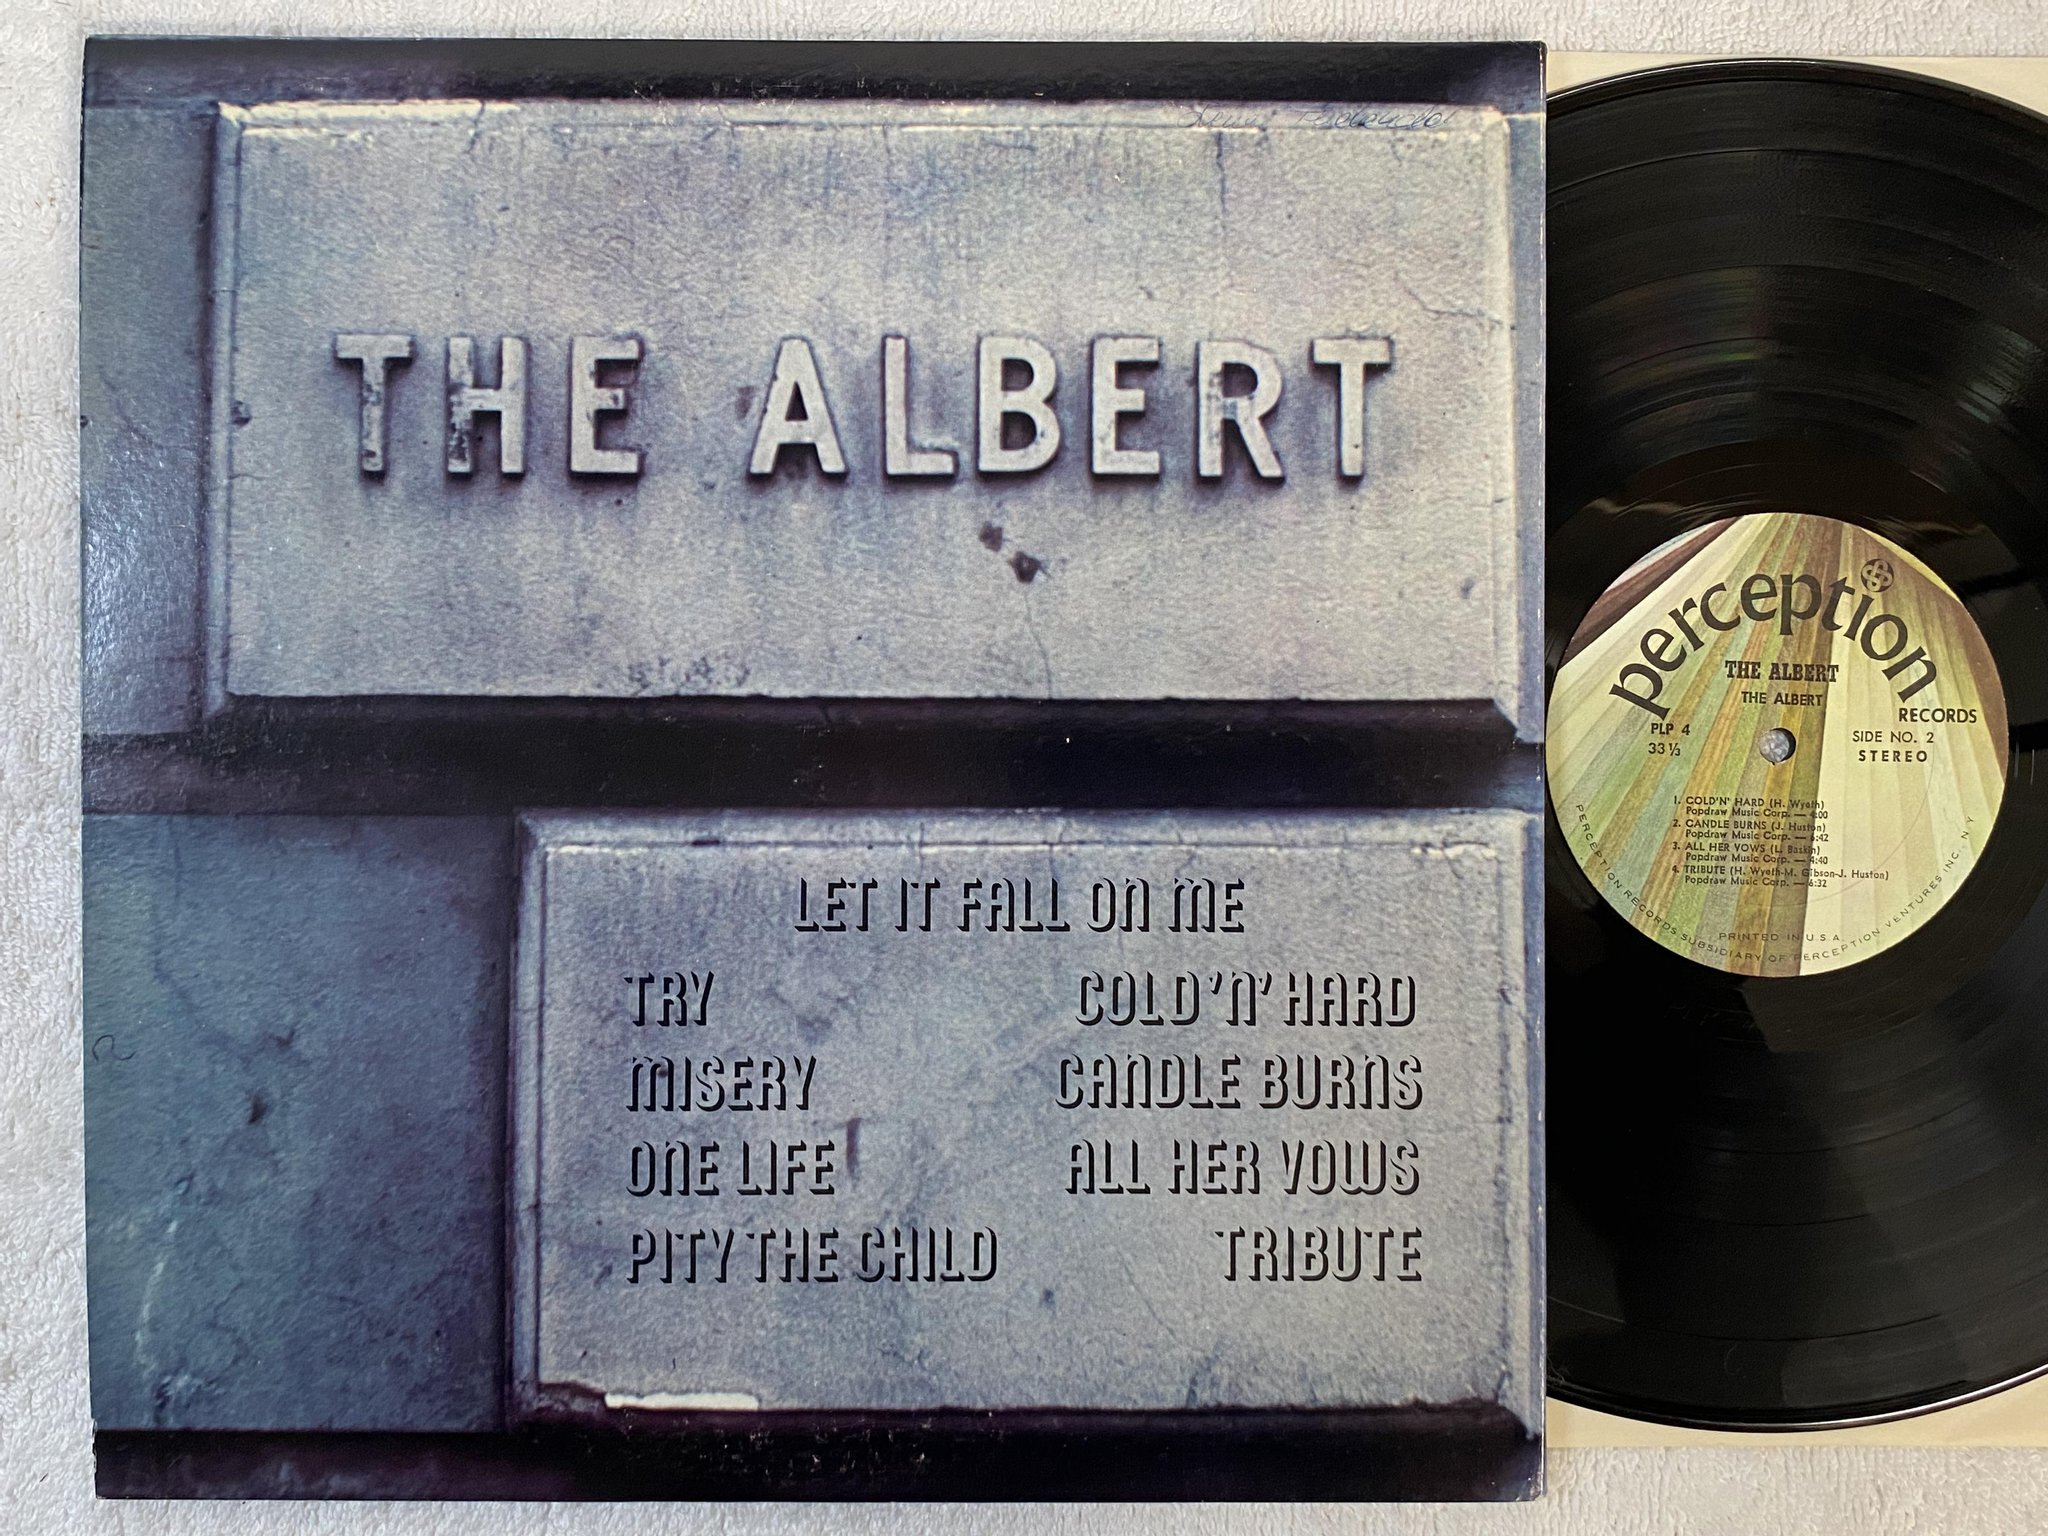 THE ALBERT
LET IT FALL ON ME
TRY
COLD 'N' HARD
MISERY
CANDLE BURNS
ONE LIFE
ALL HER VOWS
PITY THE CHILD
TRIBUTE
perception
RECORDS
THE ALBERT
THE ALBERT
PLP 4
33 1/3
SIDE NO. 2
STEREO
1. COLD'N' HARD (H. Wyeth)
Popdraw Music Corp. — 4:00
2. CANDLE BURNS (J. Huston)
Popdraw Music Corp. — 6:42
3. ALL HER VOWS (L. Baskin)
Popdraw Music Corp. — 4:40
4. TRIBUTE (H. Wyeth-M. Gibson-J. Huston)
Popdraw Music Corp. — 6:32
PRINTED IN U.S.A.
PERCEPTION RECORDS SUBSIDIARY OF PERCEPTION VENTURES INC., N.Y.